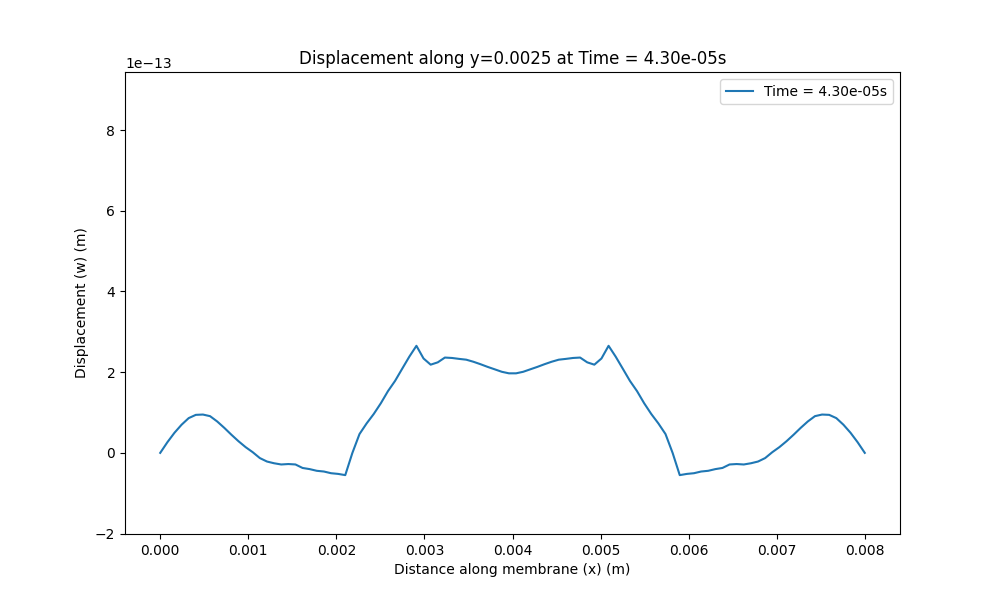 Displacement along y=0.0025 at Time = 4.30e-05s
1e−13
Time = 4.30e-05s
8
6
4
2
0
−2
Displacement (w) (m)
0.000 0.001 0.002 0.003 0.004 0.005 0.006 0.007 0.008
Distance along membrane (x) (m)